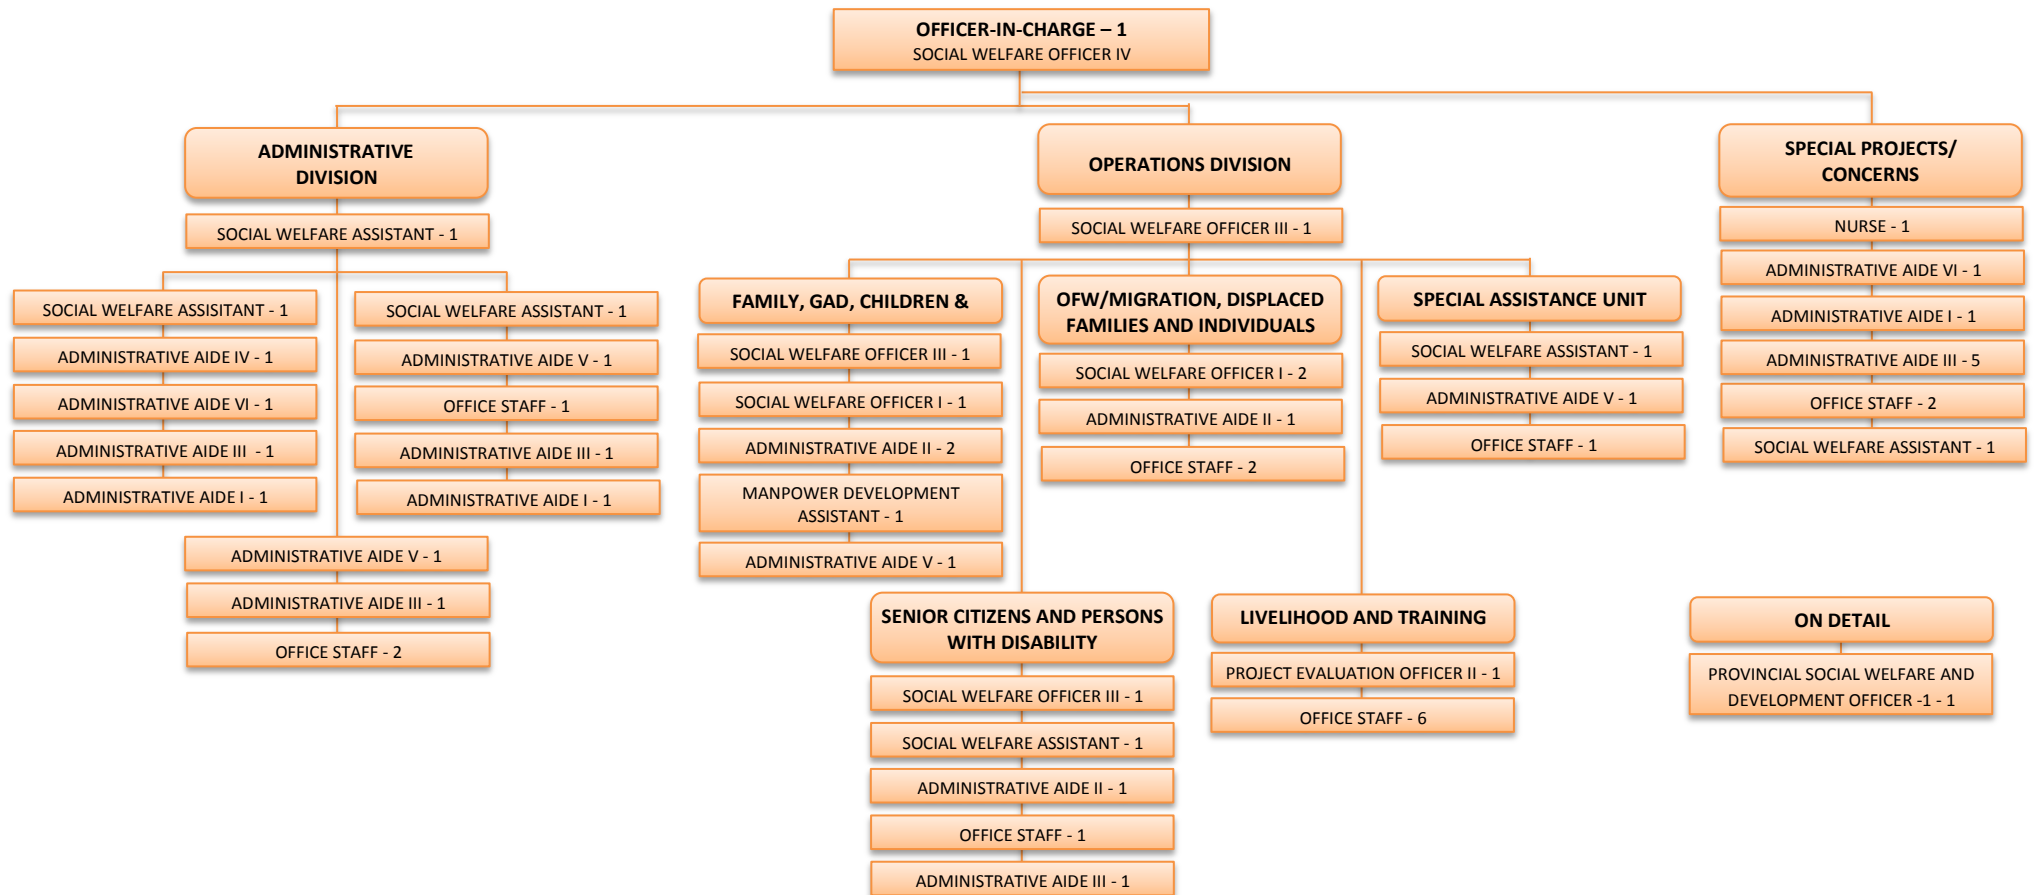 OFFICER-IN-CHARGE – 1
SOCIAL WELFARE OFFICER IV
ADMINISTRATIVE
DIVISION
SOCIAL WELFARE ASSISTANT - 1
SOCIAL WELFARE ASSISITANT - 1
ADMINISTRATIVE AIDE IV - 1
ADMINISTRATIVE AIDE VI - 1
ADMINISTRATIVE AIDE III - 1
ADMINISTRATIVE AIDE I - 1
SOCIAL WELFARE ASSISTANT - 1
ADMINISTRATIVE AIDE V - 1
OFFICE STAFF - 1
ADMINISTRATIVE AIDE III - 1
ADMINISTRATIVE AIDE I - 1
ADMINISTRATIVE AIDE V - 1
ADMINISTRATIVE AIDE III - 1
OFFICE STAFF - 2
OPERATIONS DIVISION
SOCIAL WELFARE OFFICER III - 1
FAMILY, GAD, CHILDREN &
SOCIAL WELFARE OFFICER III - 1
SOCIAL WELFARE OFFICER I - 1
ADMINISTRATIVE AIDE II - 2
MANPOWER DEVELOPMENT
ASSISTANT - 1
ADMINISTRATIVE AIDE V - 1
OFW/MIGRATION, DISPLACED
FAMILIES AND INDIVIDUALS
SOCIAL WELFARE OFFICER I - 2
ADMINISTRATIVE AIDE II - 1
OFFICE STAFF - 2
SPECIAL ASSISTANCE UNIT
SOCIAL WELFARE ASSISTANT - 1
ADMINISTRATIVE AIDE V - 1
OFFICE STAFF - 1
SENIOR CITIZENS AND PERSONS
WITH DISABILITY
SOCIAL WELFARE OFFICER III - 1
SOCIAL WELFARE ASSISTANT - 1
ADMINISTRATIVE AIDE II - 1
OFFICE STAFF - 1
ADMINISTRATIVE AIDE III - 1
LIVELIHOOD AND TRAINING
PROJECT EVALUATION OFFICER II - 1
OFFICE STAFF - 6
SPECIAL PROJECTS/
CONCERNS
NURSE - 1
ADMINISTRATIVE AIDE VI - 1
ADMINISTRATIVE AIDE I - 1
ADMINISTRATIVE AIDE III - 5
OFFICE STAFF - 2
SOCIAL WELFARE ASSISTANT - 1
ON DETAIL
PROVINCIAL SOCIAL WELFARE AND
DEVELOPMENT OFFICER -1 - 1